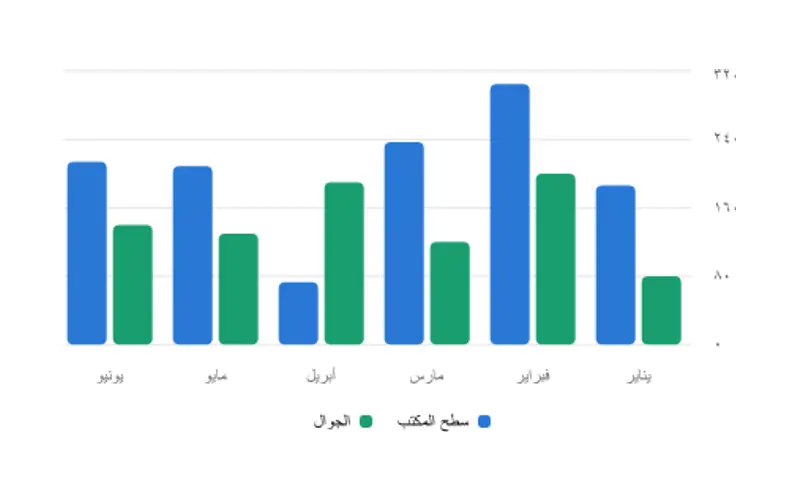 ٣٢٠
٢٤٠
١٦٠
٨٠
٠
يناير
فبراير
مارس
أبريل
مايو
يونيو
سطح المكتب
الجوال